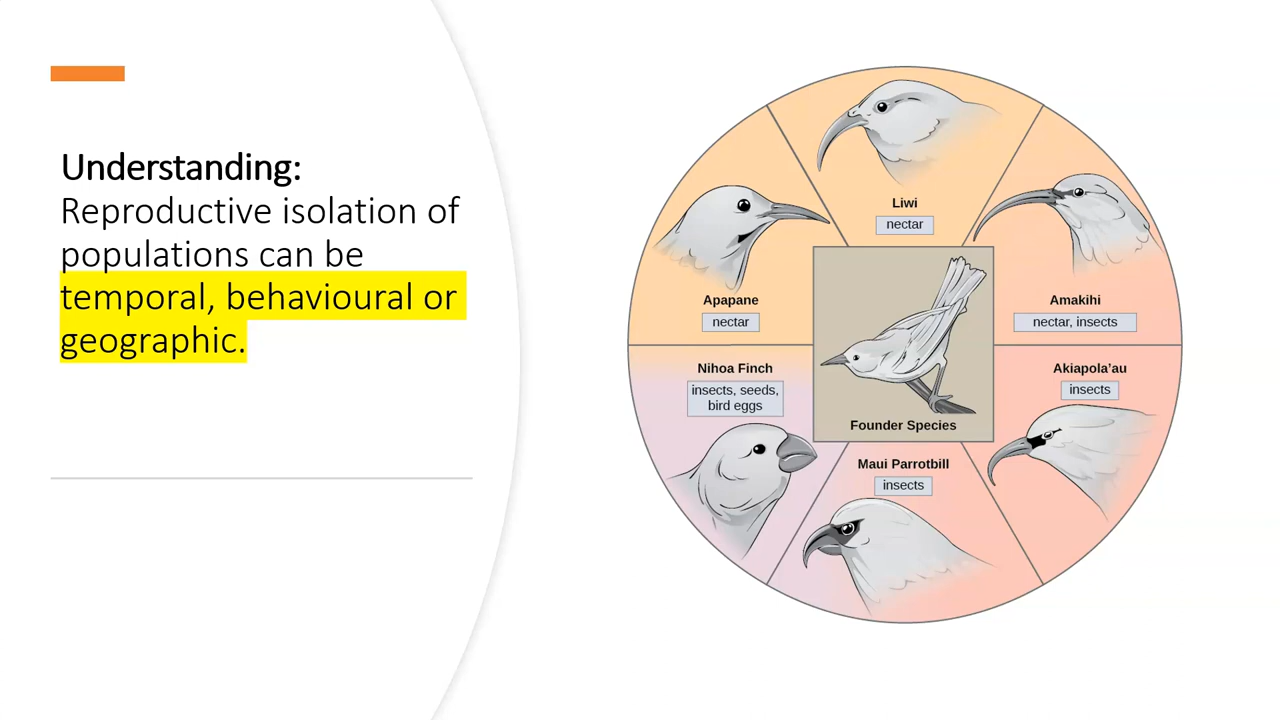 Understanding:
Reproductive isolation of
populations can be
temporal, behavioural or
geographic.
Liwi
nectar
Apapane
nectar
Amakihi
nectar, insects
Nihoa Finch
insects, seeds,
bird eggs
Akiapola'au
insects
Founder Species
Maui Parrotbill
insects